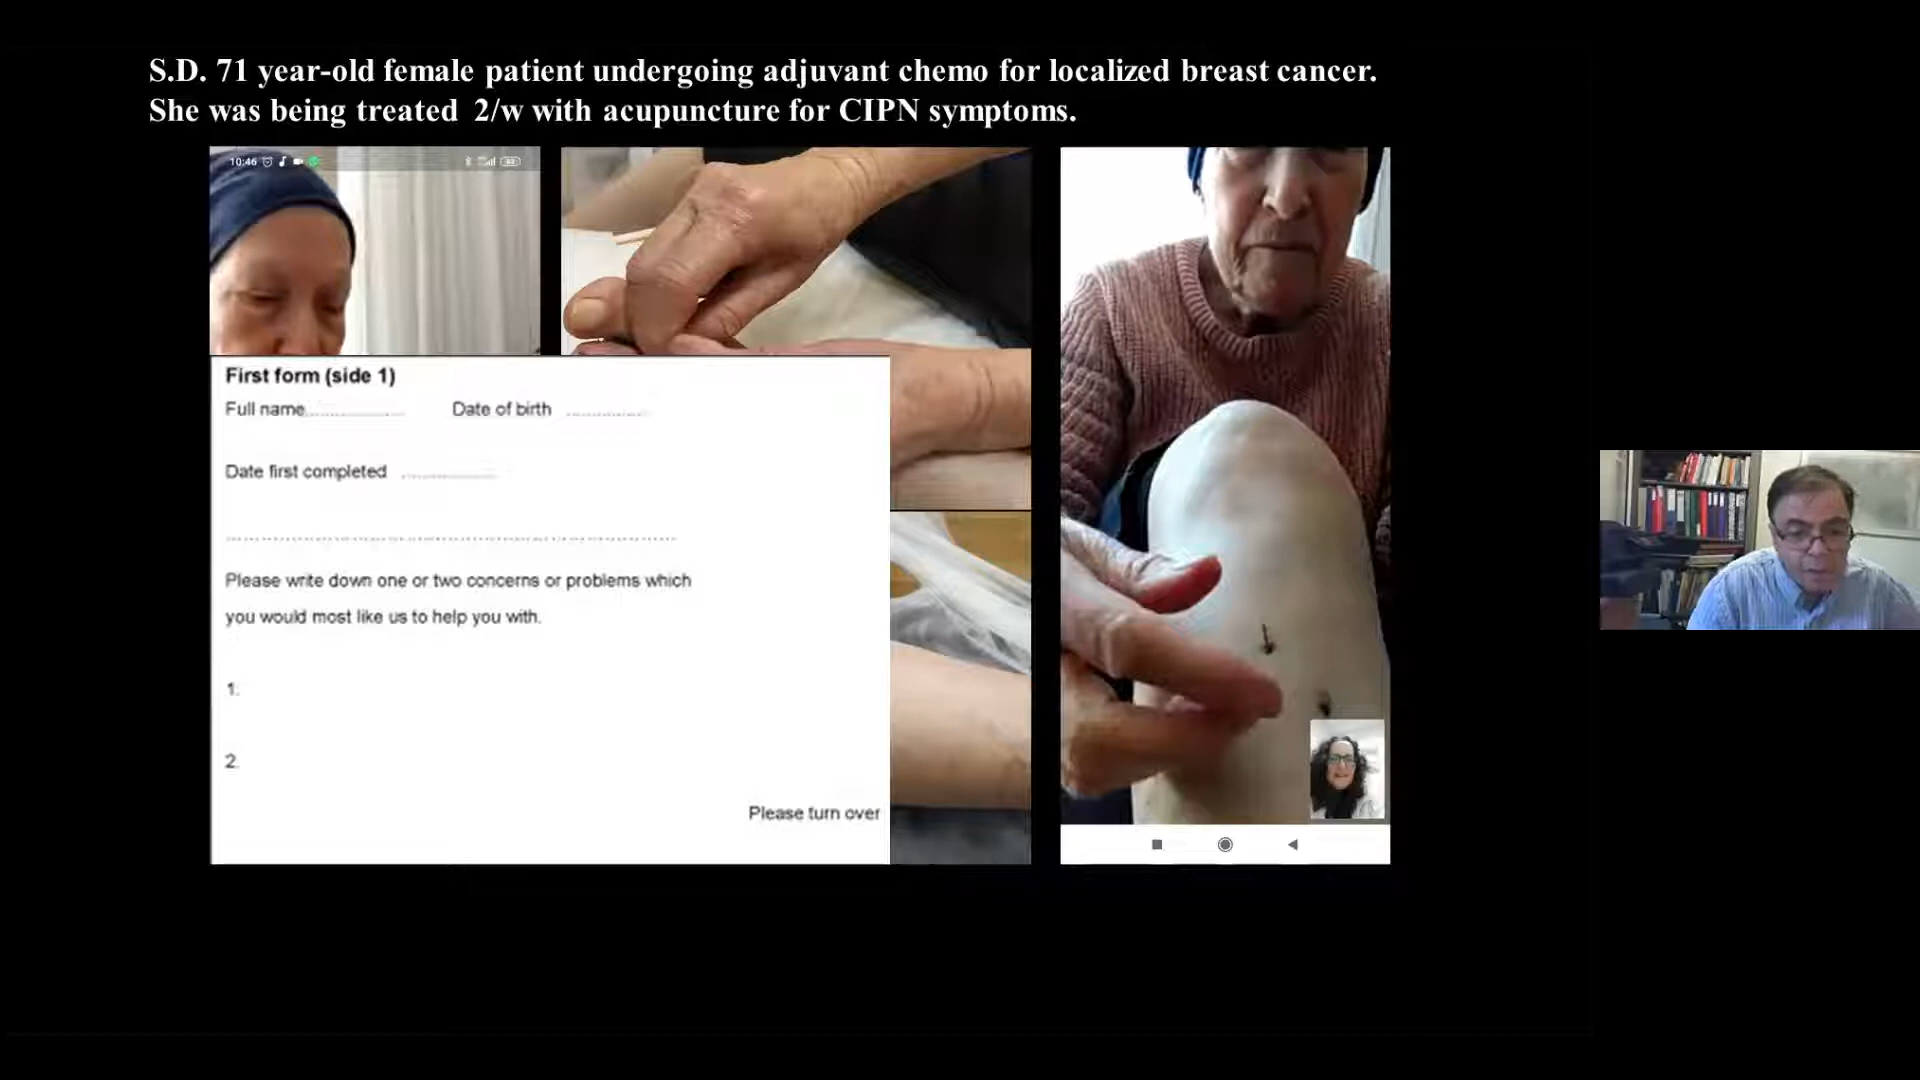 S.D. 71 year-old female patient undergoing adjuvant chemo for localized breast cancer.
She was being treated 2/w with acupuncture for CIPN symptoms.
10:46
First form (side 1)
Full name.................. Date of birth ..................
Date first completed ..................
..................................................................
Please write down one or two concerns or problems which
you would most like us to help you with.
1.
2.
Please turn over